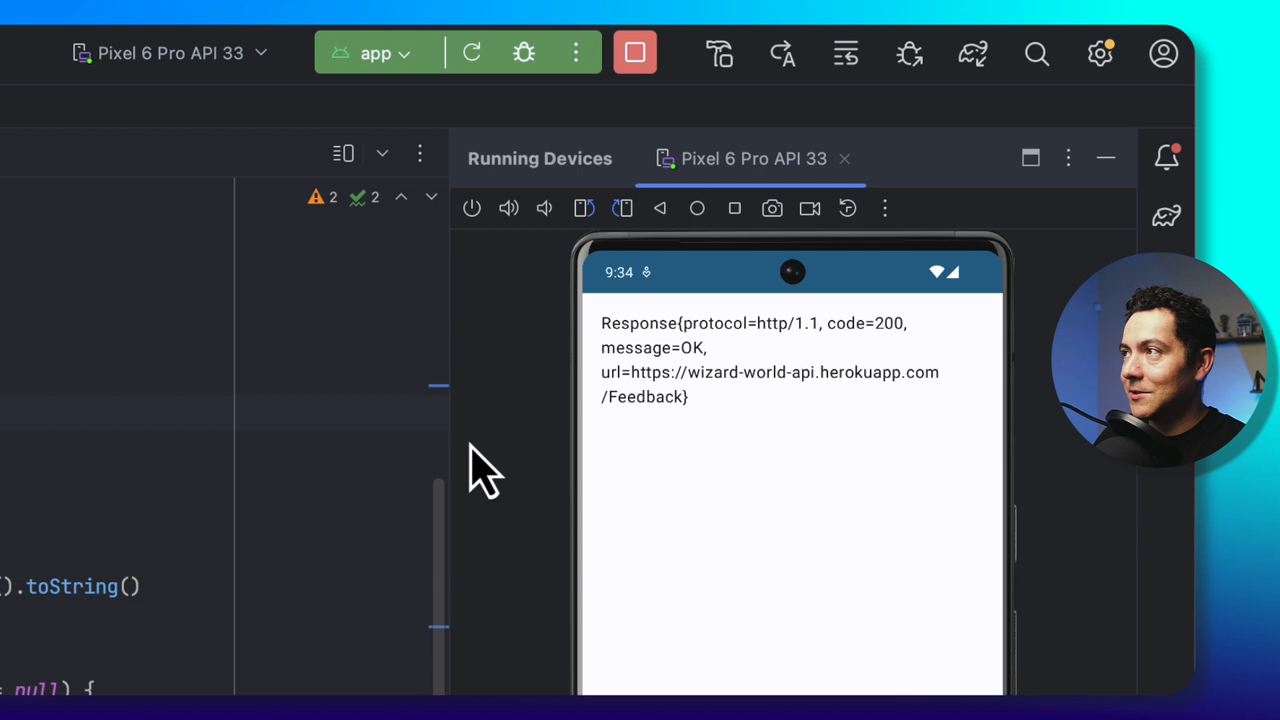 Pixel 6 Pro API 33
app
Running Devices
Pixel 6 Pro API 33
2
2
9:34
Response{protocol=http/1.1, code=200,
message=OK,
url=https://wizard-world-api.herokuapp.com
/Feedback}
().toString()
= null) {